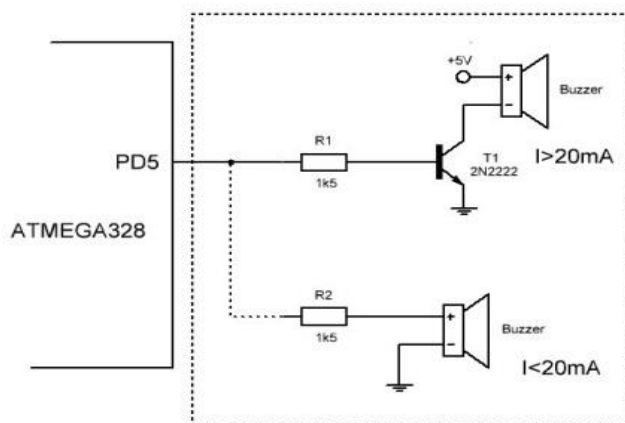 +5V
+
-
Buzzer
R1
PD5
T1
2N2222
I>20mA
1k5
ATMEGA328
R2
+
-
Buzzer
1k5
I<20mA